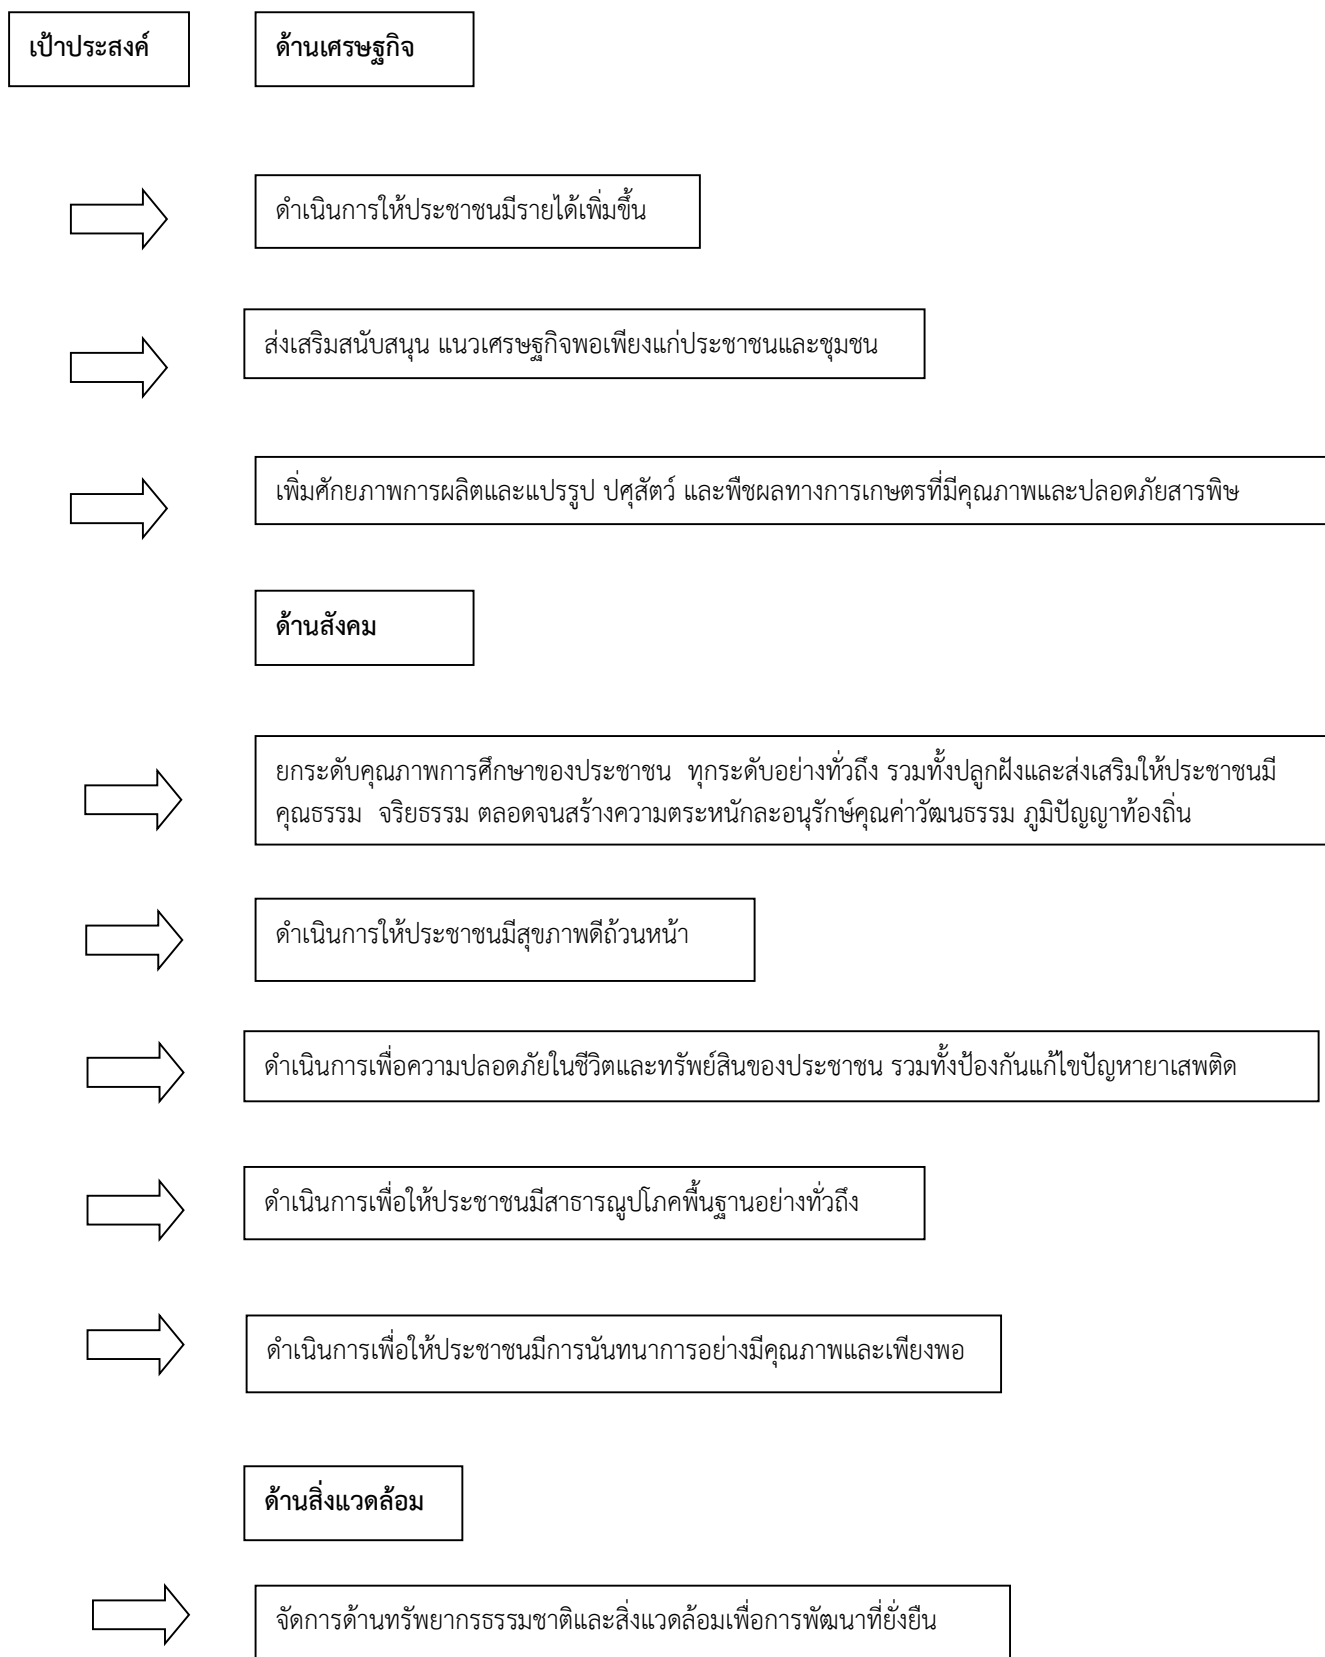 เป้าประสงค์
ด้านเศรษฐกิจ
ดำเนินการให้ประชาชนมีรายได้เพิ่มขึ้น
ส่งเสริมสนับสนุน แนวเศรษฐกิจพอเพียงแก่ประชาชนและชุมชน
เพิ่มศักยภาพการผลิตและแปรรูป ปศุสัตว์ และพืชผลทางการเกษตรที่มีคุณภาพและปลอดภัยสารพิษ
ด้านสังคม
ยกระดับคุณภาพการศึกษาของประชาชน  ทุกระดับอย่างทั่วถึง รวมทั้งปลูกฝังและส่งเสริมให้ประชาชนมี
คุณธรรม  จริยธรรม ตลอดจนสร้างความตระหนักละอนุรักษ์คุณค่าวัฒนธรรม ภูมิปัญญาท้องถิ่น
ดำเนินการให้ประชาชนมีสุขภาพดีถ้วนหน้า
ดำเนินการเพื่อความปลอดภัยในชีวิตและทรัพย์สินของประชาชน รวมทั้งป้องกันแก้ไขปัญหายาเสพติด
ดำเนินการเพื่อให้ประชาชนมีสาธารณูปโภคพื้นฐานอย่างทั่วถึง
ดำเนินการเพื่อให้ประชาชนมีการนันทนาการอย่างมีคุณภาพและเพียงพอ
ด้านสิ่งแวดล้อม
จัดการด้านทรัพยากรธรรมชาติและสิ่งแวดล้อมเพื่อการพัฒนาที่ยั่งยืน